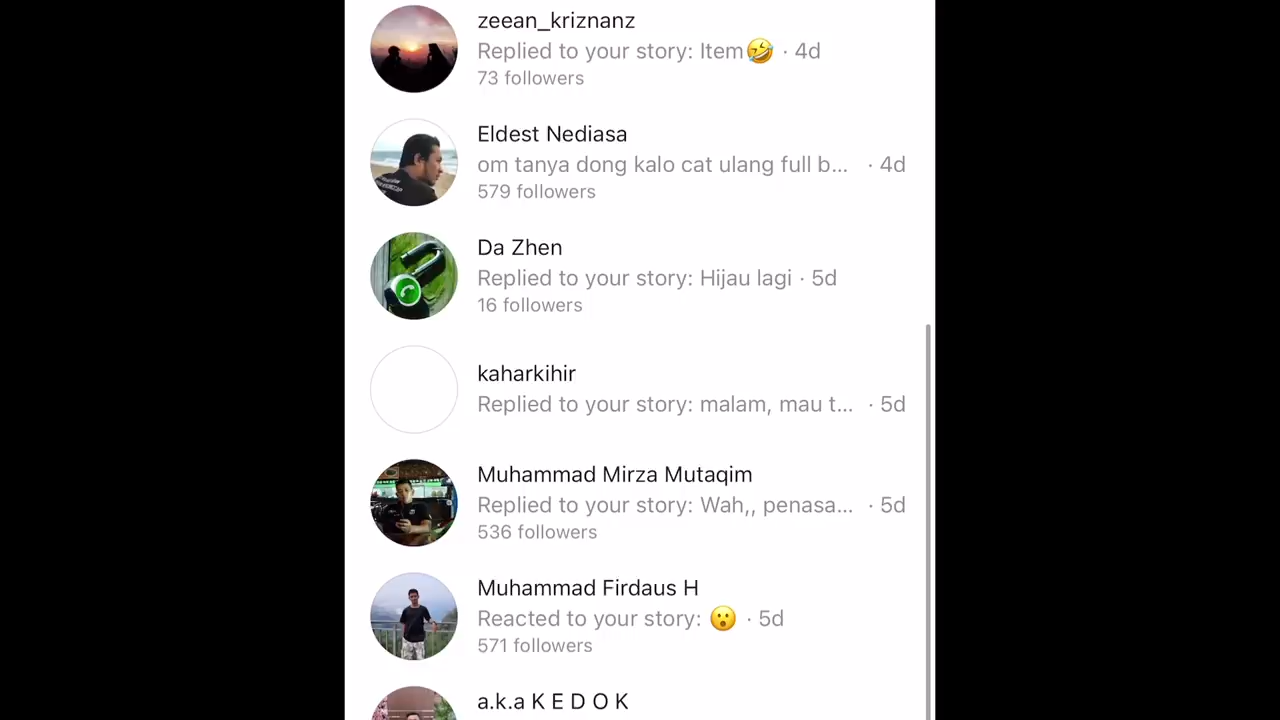 zeean_kriznanz
Replied to your story: Item🤣 · 4d
73 followers
Eldest Nediasa
om tanya dong kalo cat ulang full b... · 4d
579 followers
Da Zhen
Replied to your story: Hijau lagi · 5d
16 followers
kaharkihir
Replied to your story: malam, mau t... · 5d
Muhammad Mirza Mutaqim
Replied to your story: Wah,, penasa... · 5d
536 followers
Muhammad Firdaus H
Reacted to your story: 😮 · 5d
571 followers
a.k.a K E D O K